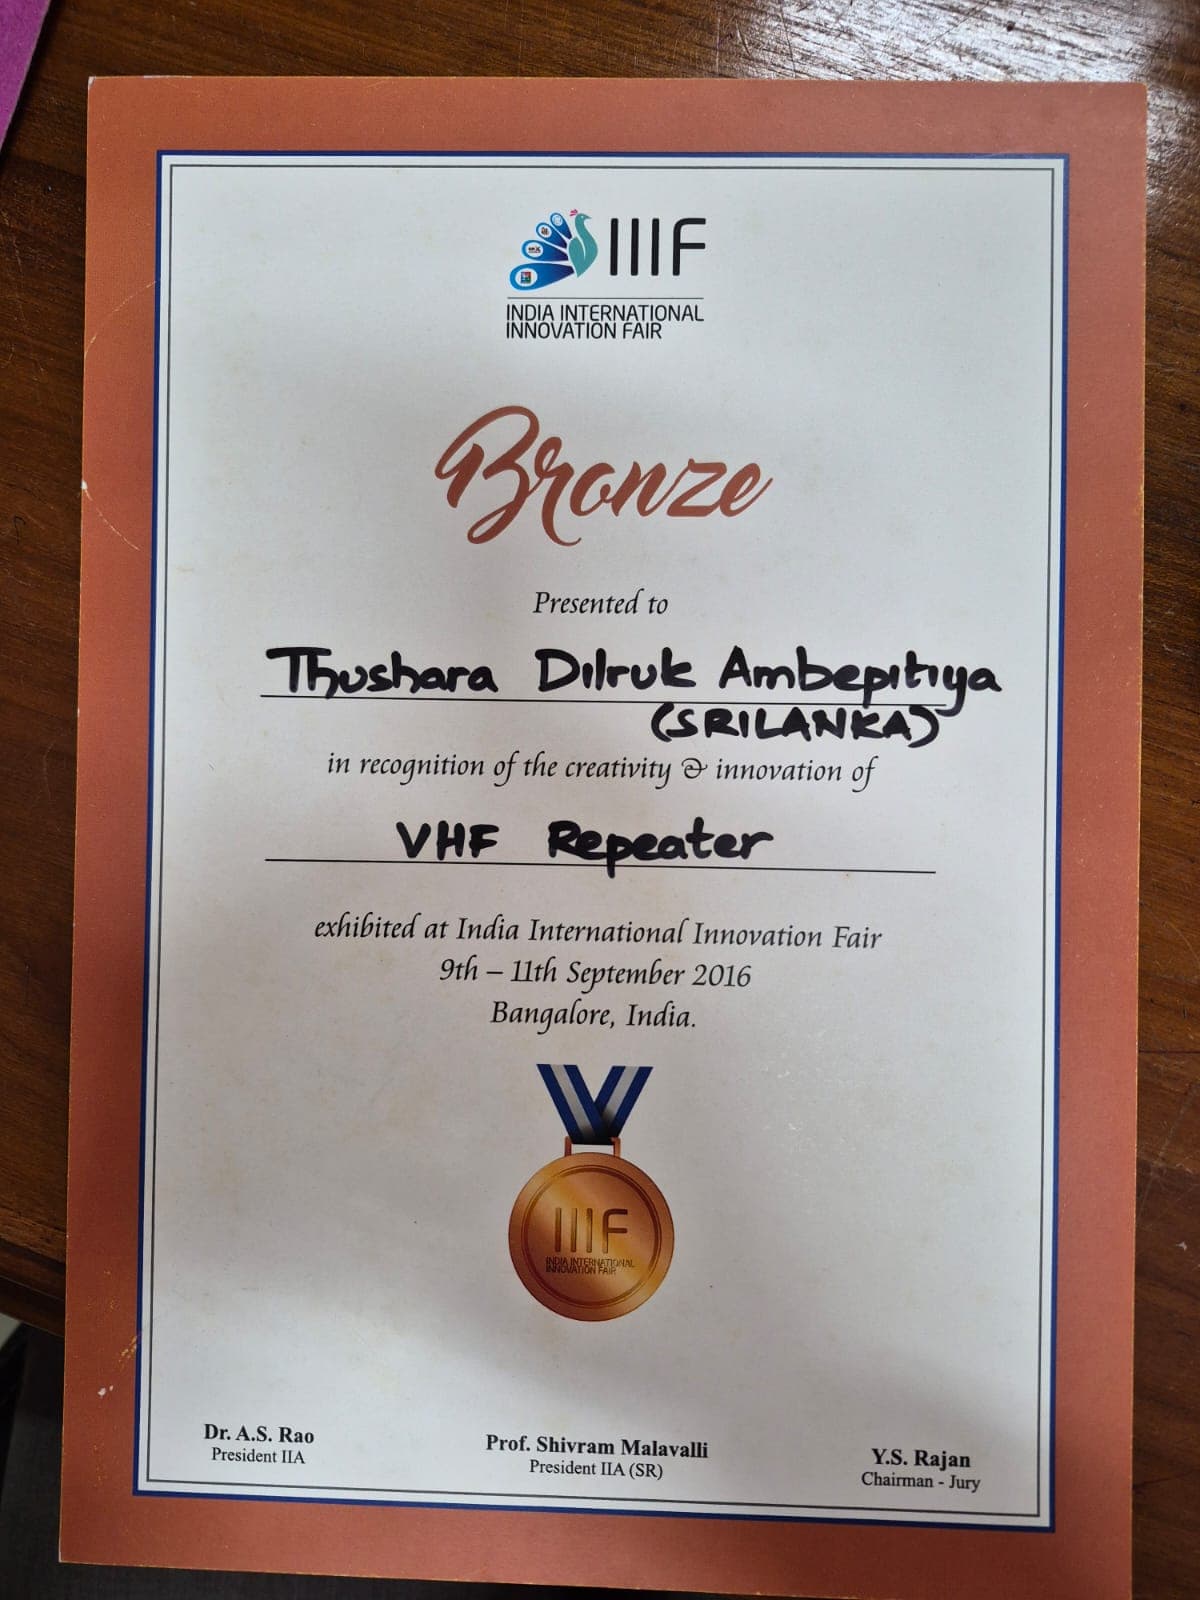 IIIF
INDIA INTERNATIONAL
INNOVATION FAIR
Bronze
Presented to
Thushara Dilruk Ambepitiya
(SRILANKA)
in recognition of the creativity & innovation of
VHF Repeater
exhibited at India International Innovation Fair
9th – 11th September 2016
Bangalore, India.
IIIF
INDIA INTERNATIONAL
INNOVATION FAIR
Dr. A.S. Rao
President IIA
Prof. Shivram Malavalli
President IIA (SR)
Y.S. Rajan
Chairman - Jury